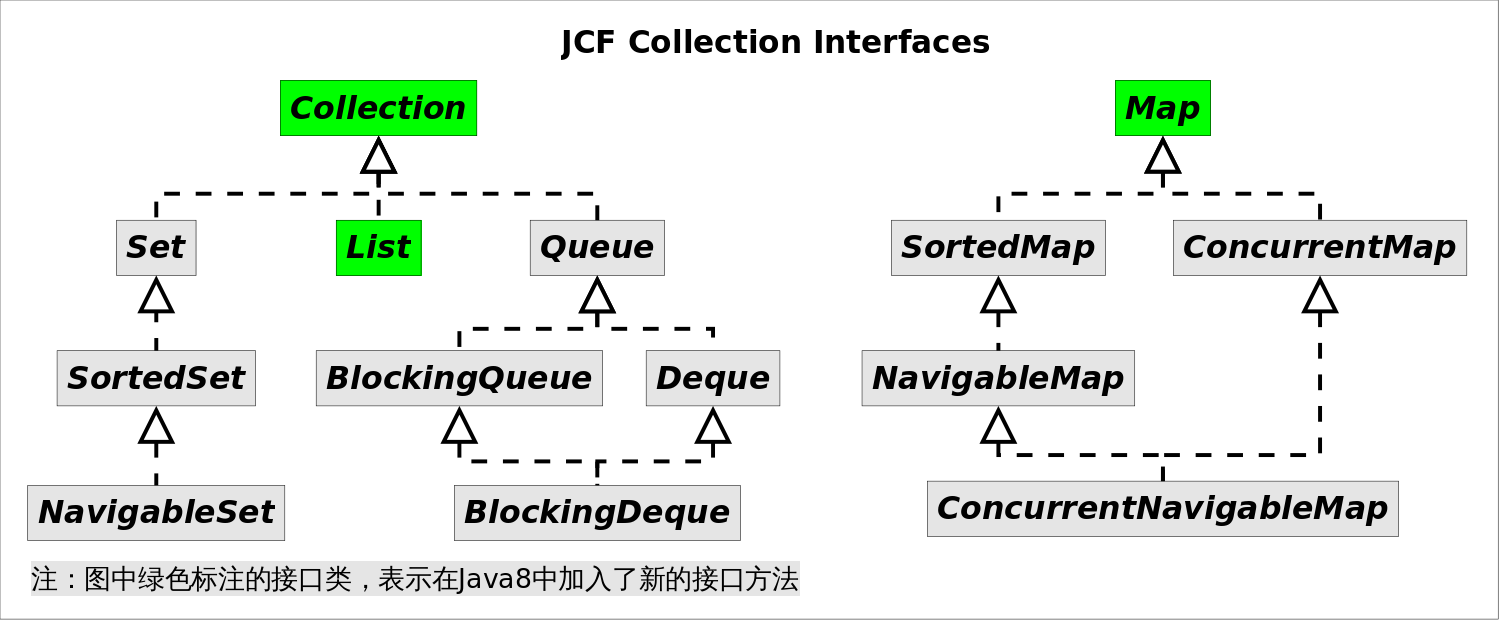 JCF Collection Interfaces
Collection
Map
Set
List
Queue
SortedMap
ConcurrentMap
SortedSet
BlockingQueue
Deque
NavigableMap
NavigableSet
BlockingDeque
ConcurrentNavigableMap
注：图中绿色标注的接口类，表示在Java8中加入了新的接口方法